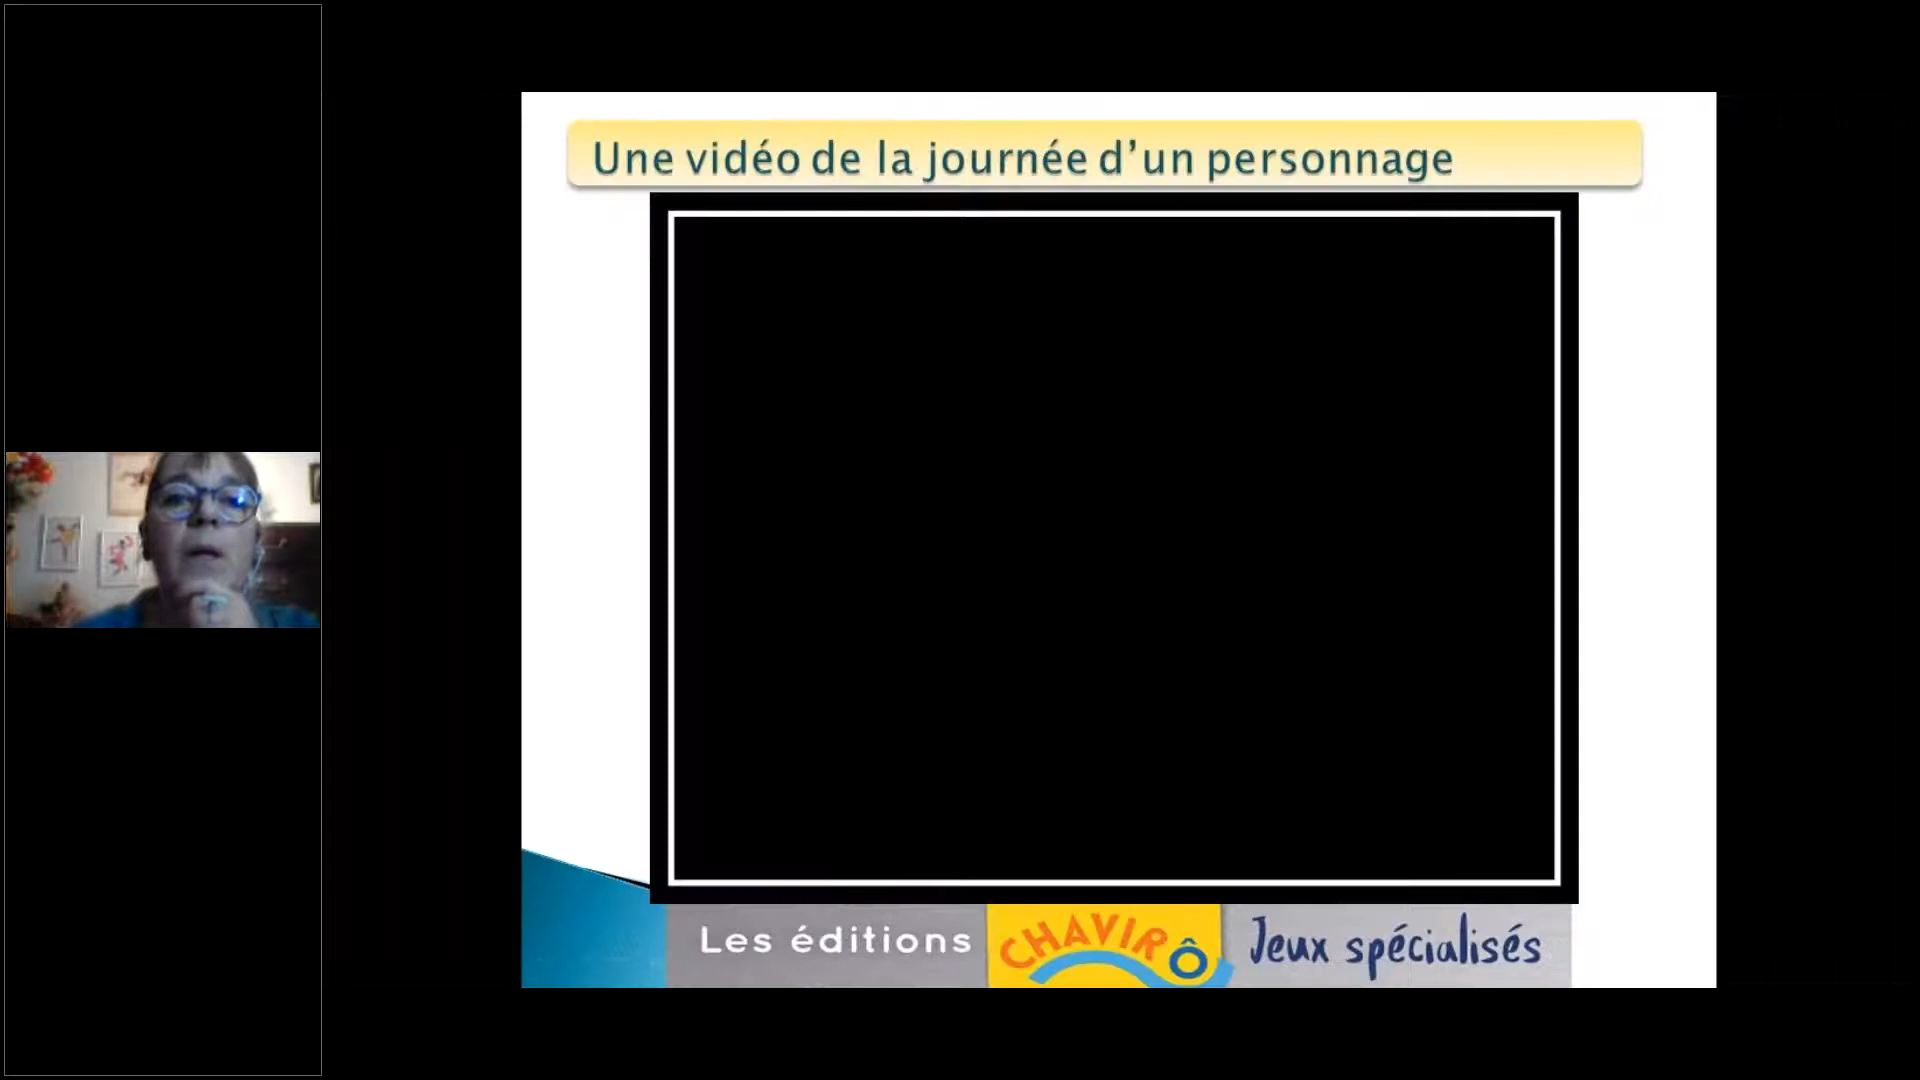 Une vidéo de la journée d’un personnage
Les éditions CHAVIRÔ Jeux spécialisés